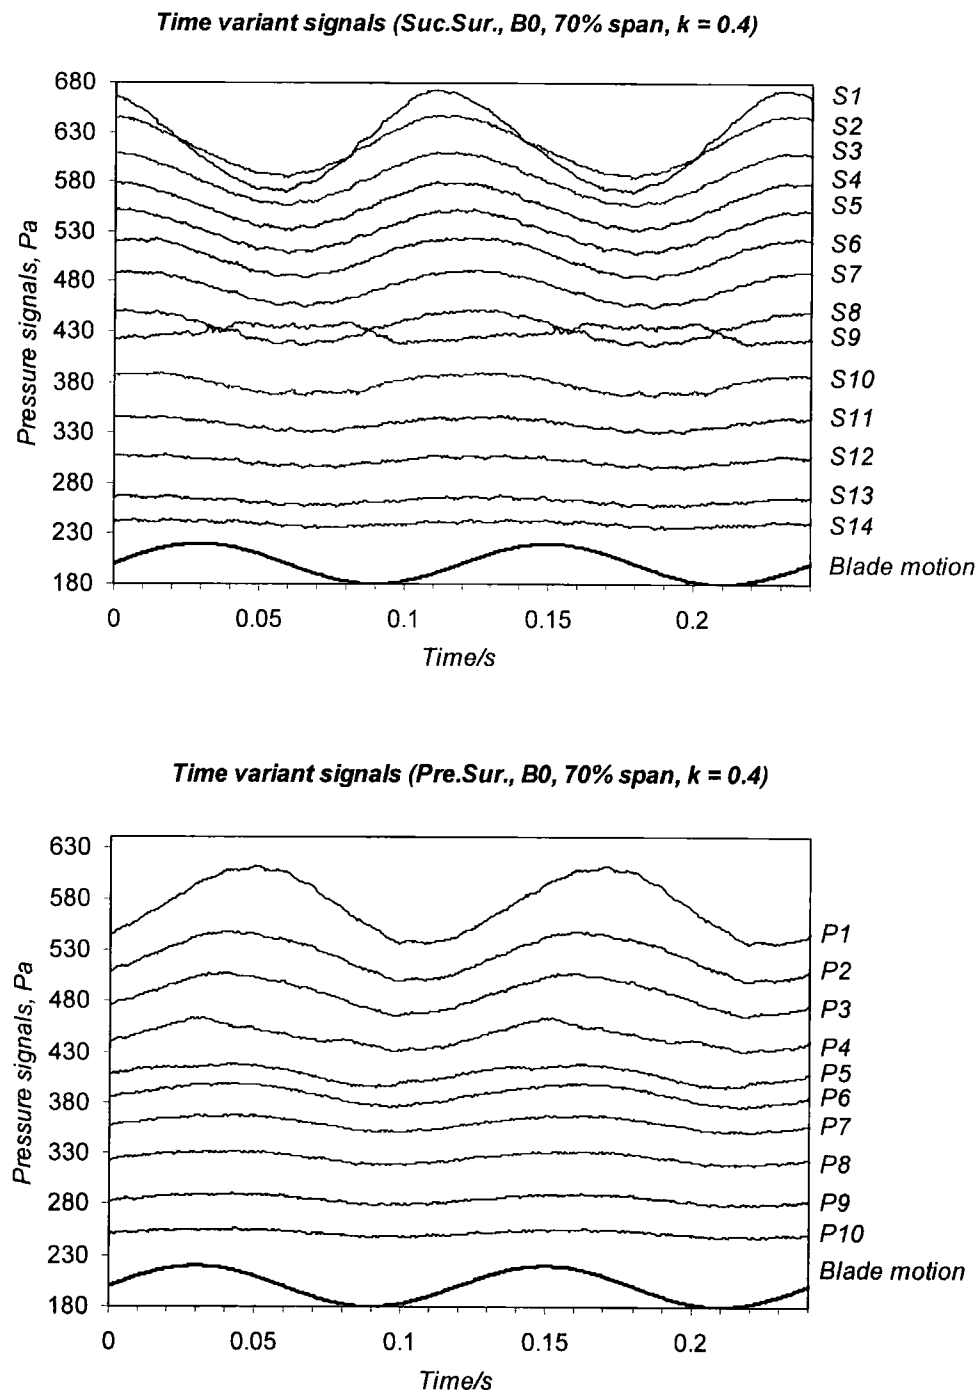 Time variant signals (Suc.Sur., B0, 70% span, k = 0.4)
Pressure signals, Pa
680
630
580
530
480
430
380
330
280
230
180
S1
S2
S3
S4
S5
S6
S7
S8
S9
S10
S11
S12
S13
S14
Blade motion
0 0.05 0.1 0.15 0.2
Time/s
Time variant signals (Pre.Sur., B0, 70% span, k = 0.4)
Pressure signals, Pa
630
580
530
480
430
380
330
280
230
180
P1
P2
P3
P4
P5
P6
P7
P8
P9
P10
Blade motion
0 0.05 0.1 0.15 0.2
Time/s